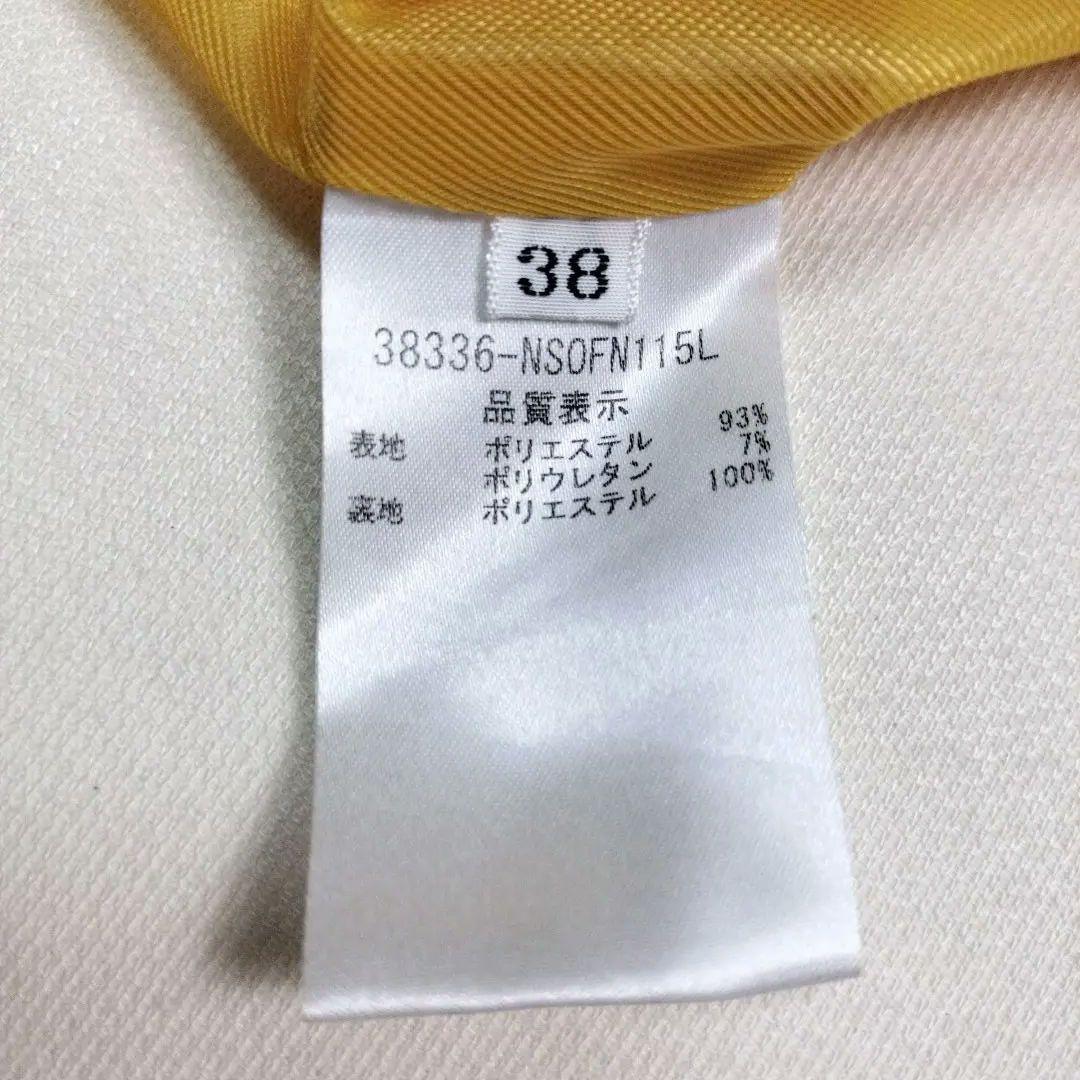 38
38336-NSOFN115L
品質表示
表地 ポリエステル 93%
ポリウレタン 7%
裏地 ポリエステル 100%